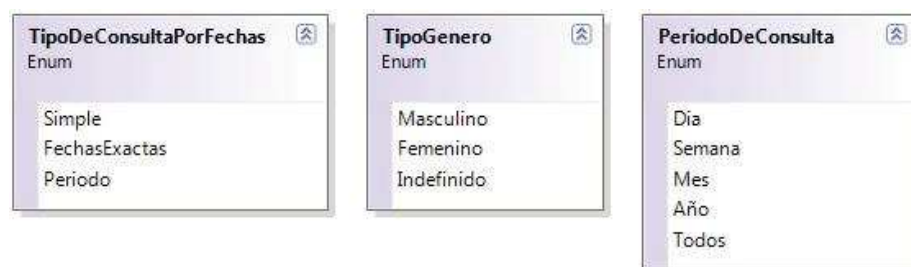 TipoDeConsultaPorFechas
Enum
Simple
FechasExactas
Periodo
TipoGenero
Enum
Masculino
Femenino
Indefinido
PeriodoDeConsulta
Enum
Dia
Semana
Mes
Año
Todos